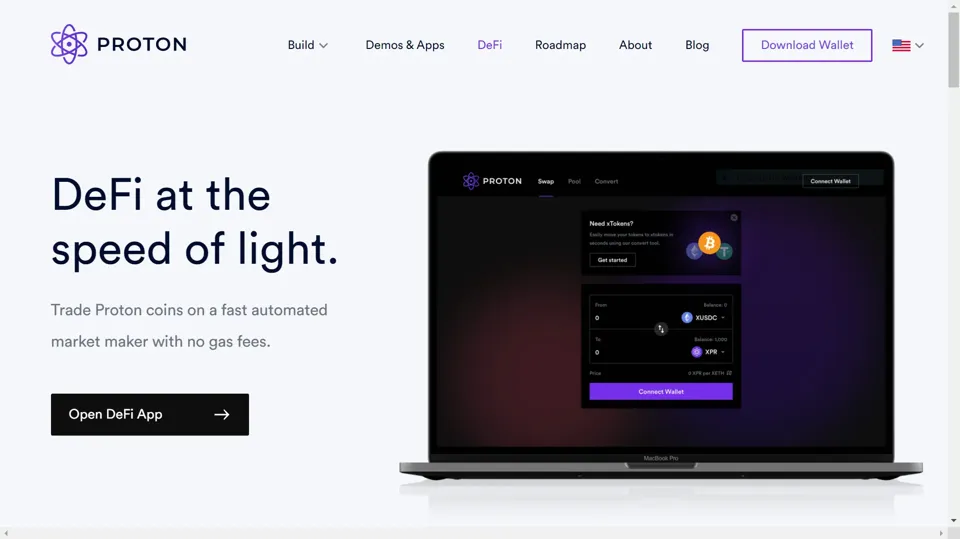 PROTON
Build
Demos & Apps
DeFi
Roadmap
About
Blog
Download Wallet
DeFi at the
speed of light.
Trade Proton coins on a fast automated
market maker with no gas fees.
Open DeFi App
PROTON
Swap
Pool
Convert
Connect Wallet
Need xTokens?
Easily move your tokens to xtokens in
seconds using our convert tool.
Get started
From
Balance: 0
0
XUSDC
To
Balance: 1,000
0
XPR
Price
0 XPR per XETH
Connect Wallet
MacBook Pro